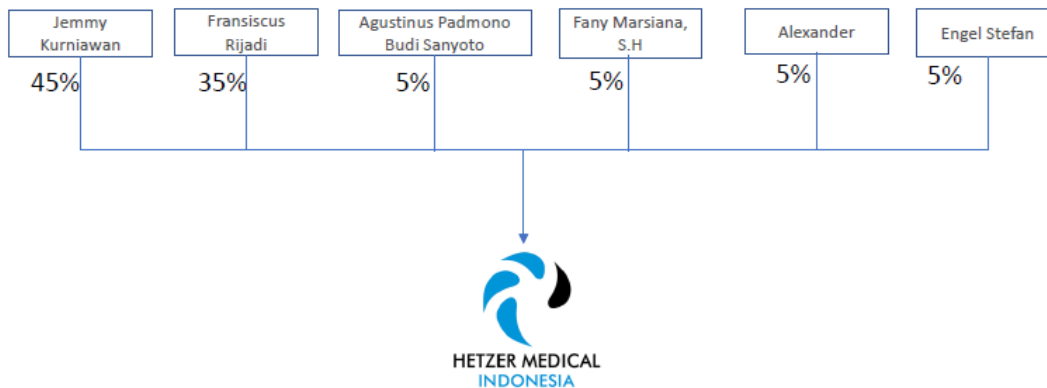 Jemmy
Kurniawan
Fransiscus
Rijadi
Agustinus Padmono
Budi Sanyoto
Fany Marsiana,
S.H
Alexander
Engel Stefan
45%
35%
5%
5%
5%
5%
HETZER MEDICAL
INDONESIA